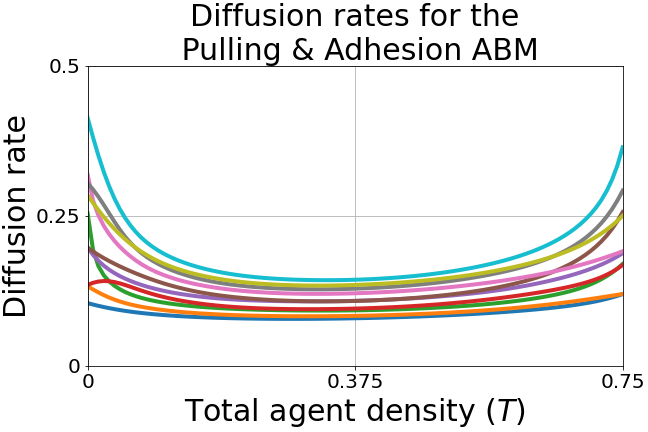 Diffusion rates for the
Pulling & Adhesion ABM
0.5
0.25
0
Diffusion rate
0
0.375
0.75
Total agent density (T)